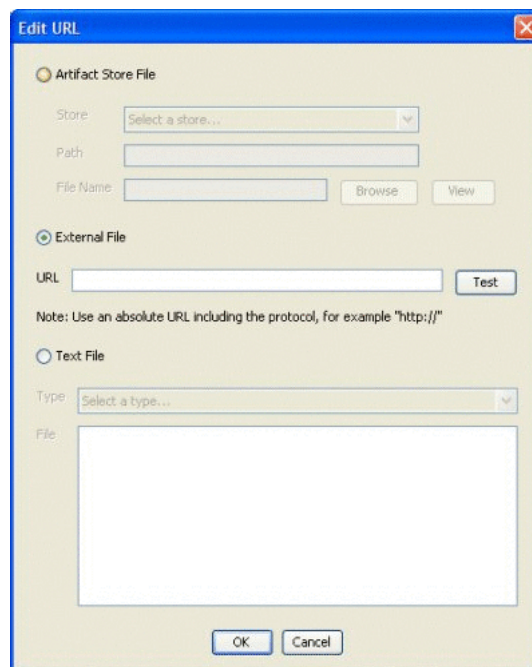 Edit URL
Artifact Store File
Store Select a store...
Path
File Name Browse View
External File
URL Test
Note: Use an absolute URL including the protocol, for example "http://"
Text File
Type Select a type...
File
OK Cancel